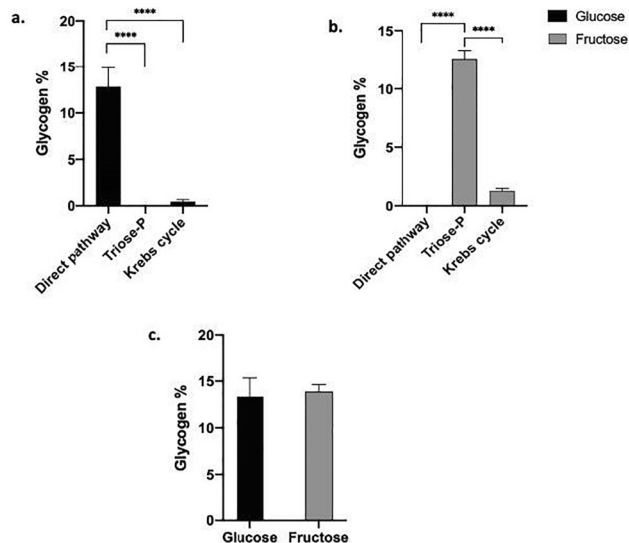 a.
****
****
20
15
10
5
0
Glycogen %
Direct pathway
Triose-P
Krebs cycle
b.
****
****
15
10
5
0
Glycogen %
Direct pathway
Triose-P
Krebs cycle
Glucose
Fructose
c.
20
15
10
5
0
Glycogen %
Glucose
Fructose